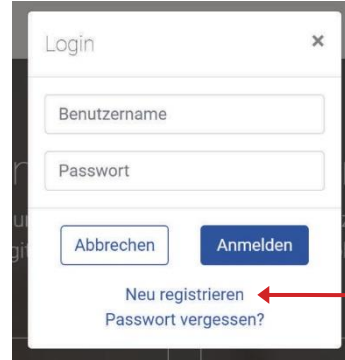 Login ×
Benutzername
Passwort
Abbrechen Anmelden
Neu registrieren
Passwort vergessen?